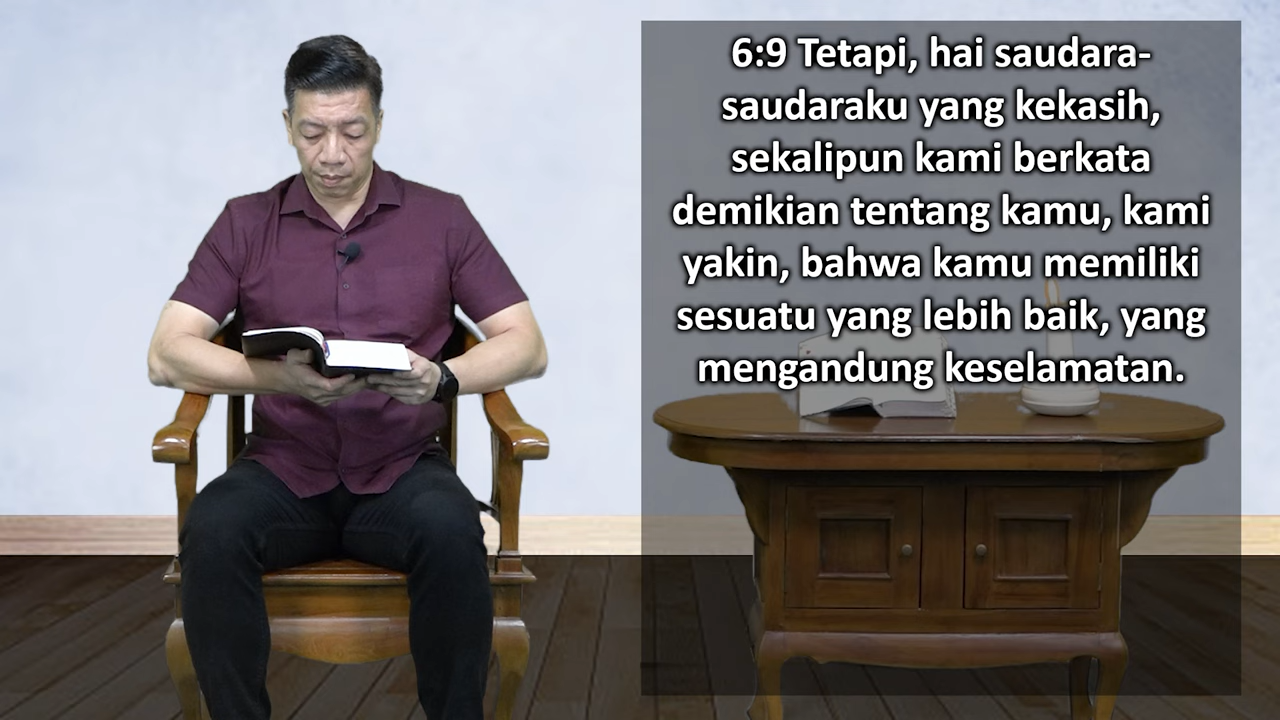 6:9 Tetapi, hai saudara-
saudaraku yang kekasih,
sekalipun kami berkata
demikian tentang kamu, kami
yakin, bahwa kamu memiliki
sesuatu yang lebih baik, yang
mengandung keselamatan.